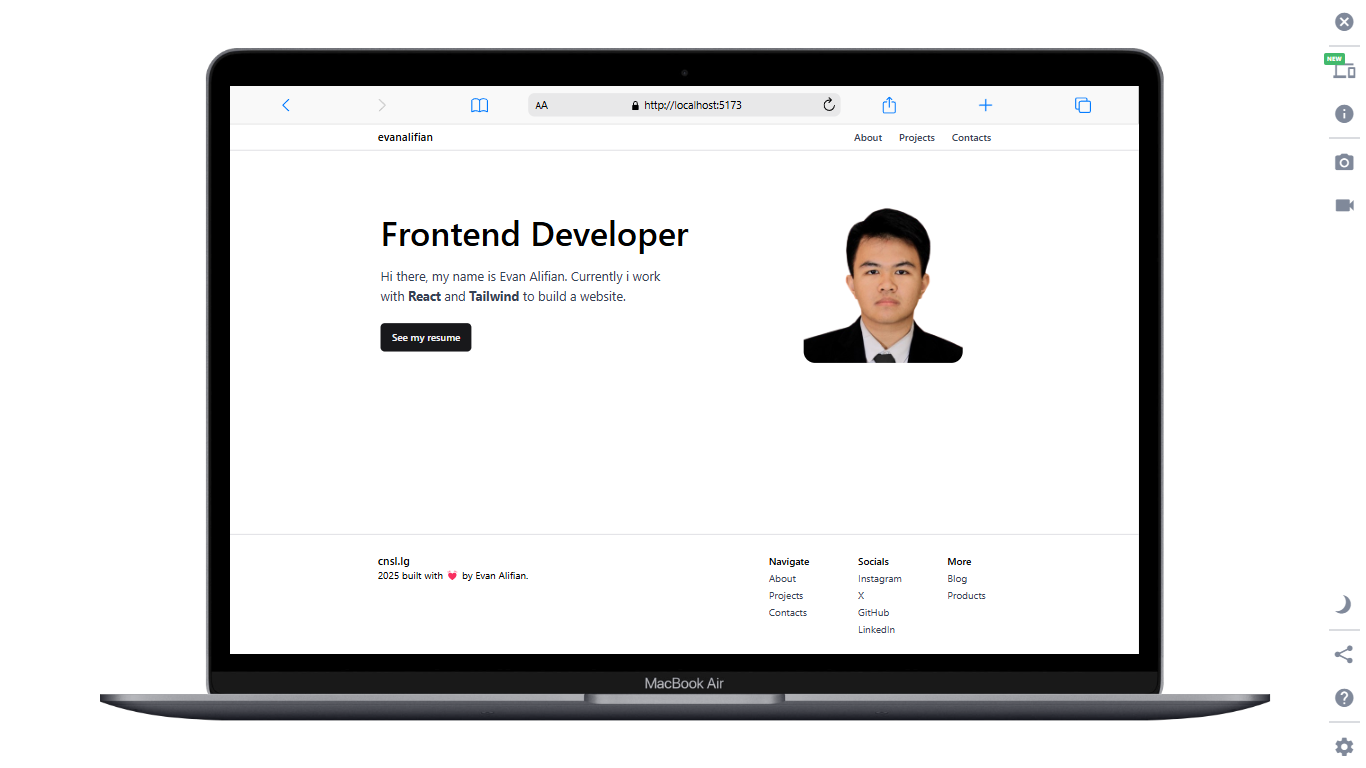 NEW
AA
http://localhost:5173
evanalifian
About Projects Contacts
Frontend Developer
Hi there, my name is Evan Alifian. Currently i work
with React and Tailwind to build a website.
See my resume
cnsl.lg
2025 built with 💓 by Evan Alifian.
Navigate
About
Projects
Contacts
Socials
Instagram
X
GitHub
LinkedIn
More
Blog
Products
MacBook Air